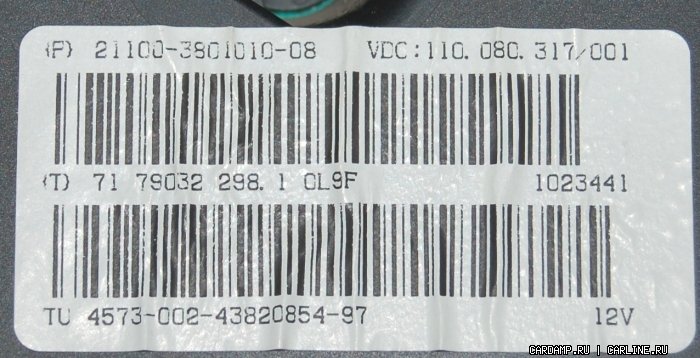 (P) 21100-3801010-08 VDC:110.080.317/001
(T) 71 79032 298.1 0L9F 1023441
TU 4573-002-43820854-97 12V
CARDAMP.RU | CARLINE.RU